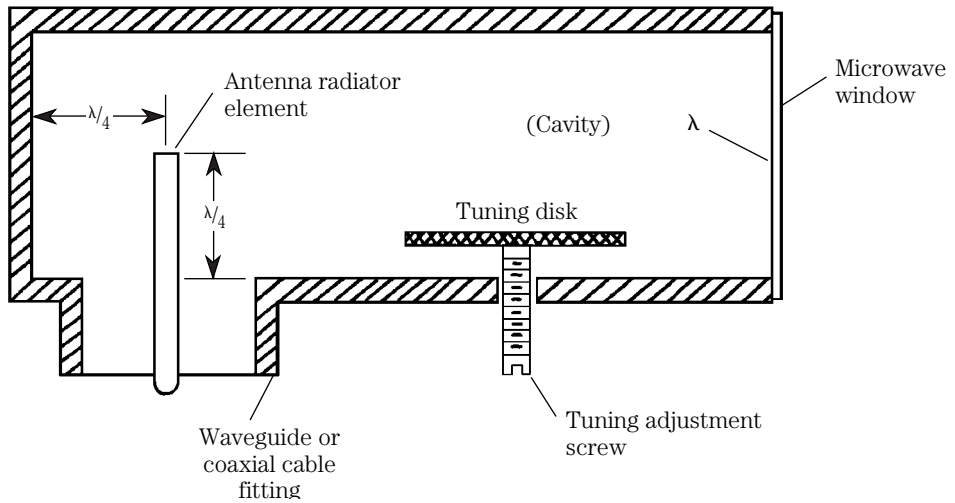 Antenna radiator
element
Microwave
window
λ/4
(Cavity)
λ
λ/4
Tuning disk
Tuning adjustment
screw
Waveguide or
coaxial cable
fitting